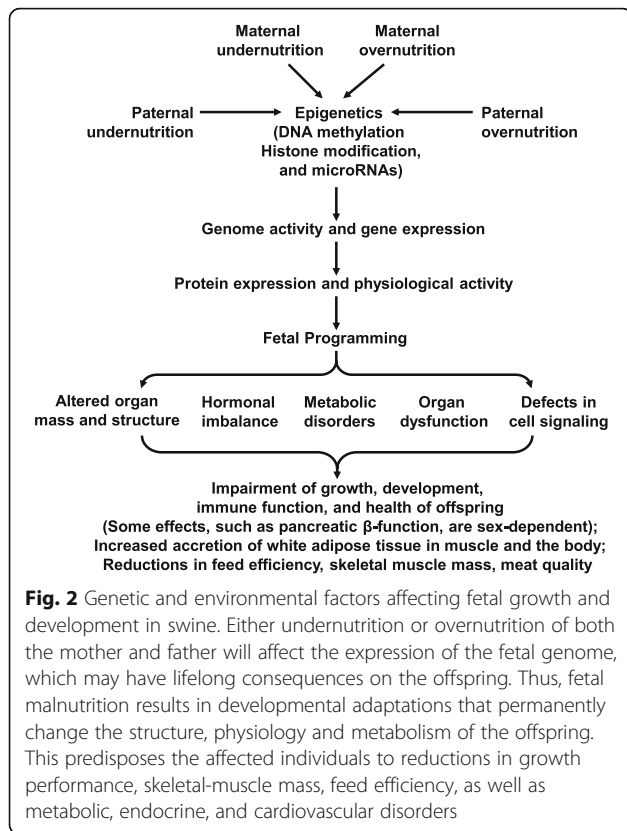 Maternal undernutrition
Maternal overnutrition
Paternal undernutrition
Epigenetics
(DNA methylation
Histone modification,
and microRNAs)
Paternal overnutrition
Genome activity and gene expression
Protein expression and physiological activity
Fetal Programming
Altered organ mass and structure
Hormonal imbalance
Metabolic disorders
Organ dysfunction
Defects in cell signaling
Impairment of growth, development,
immune function, and health of offspring
(Some effects, such as pancreatic β-function, are sex-dependent);
Increased accretion of white adipose tissue in muscle and the body;
Reductions in feed efficiency, skeletal muscle mass, meat quality
Fig. 2 Genetic and environmental factors affecting fetal growth and
development in swine. Either undernutrition or overnutrition of both
the mother and father will affect the expression of the fetal genome,
which may have lifelong consequences on the offspring. Thus, fetal
malnutrition results in developmental adaptations that permanently
change the structure, physiology and metabolism of the offspring.
This predisposes the affected individuals to reductions in growth
performance, skeletal-muscle mass, feed efficiency, as well as
metabolic, endocrine, and cardiovascular disorders